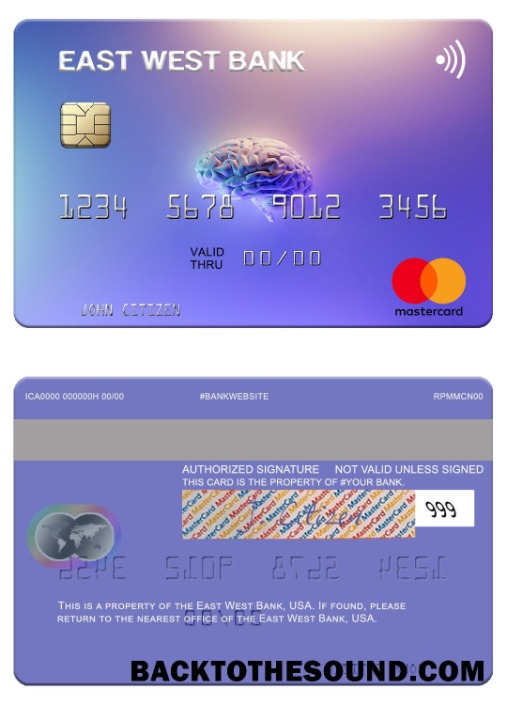 EAST WEST BANK
1234 5678 9012 3456
VALID THRU 00/00
JOHN CITIZEN
mastercard
ICA0000 000000H 00/00 #BANKWEBSITE RPMMCN00
AUTHORIZED SIGNATURE NOT VALID UNLESS SIGNED
THIS CARD IS THE PROPERTY OF #YOUR BANK.
MasterCard MasterCard MasterCard
999
THIS IS A PROPERTY OF THE EAST WEST BANK, USA. IF FOUND, PLEASE
RETURN TO THE NEAREST OFFICE OF THE EAST WEST BANK, USA.
BACKTOTHESOUND.COM